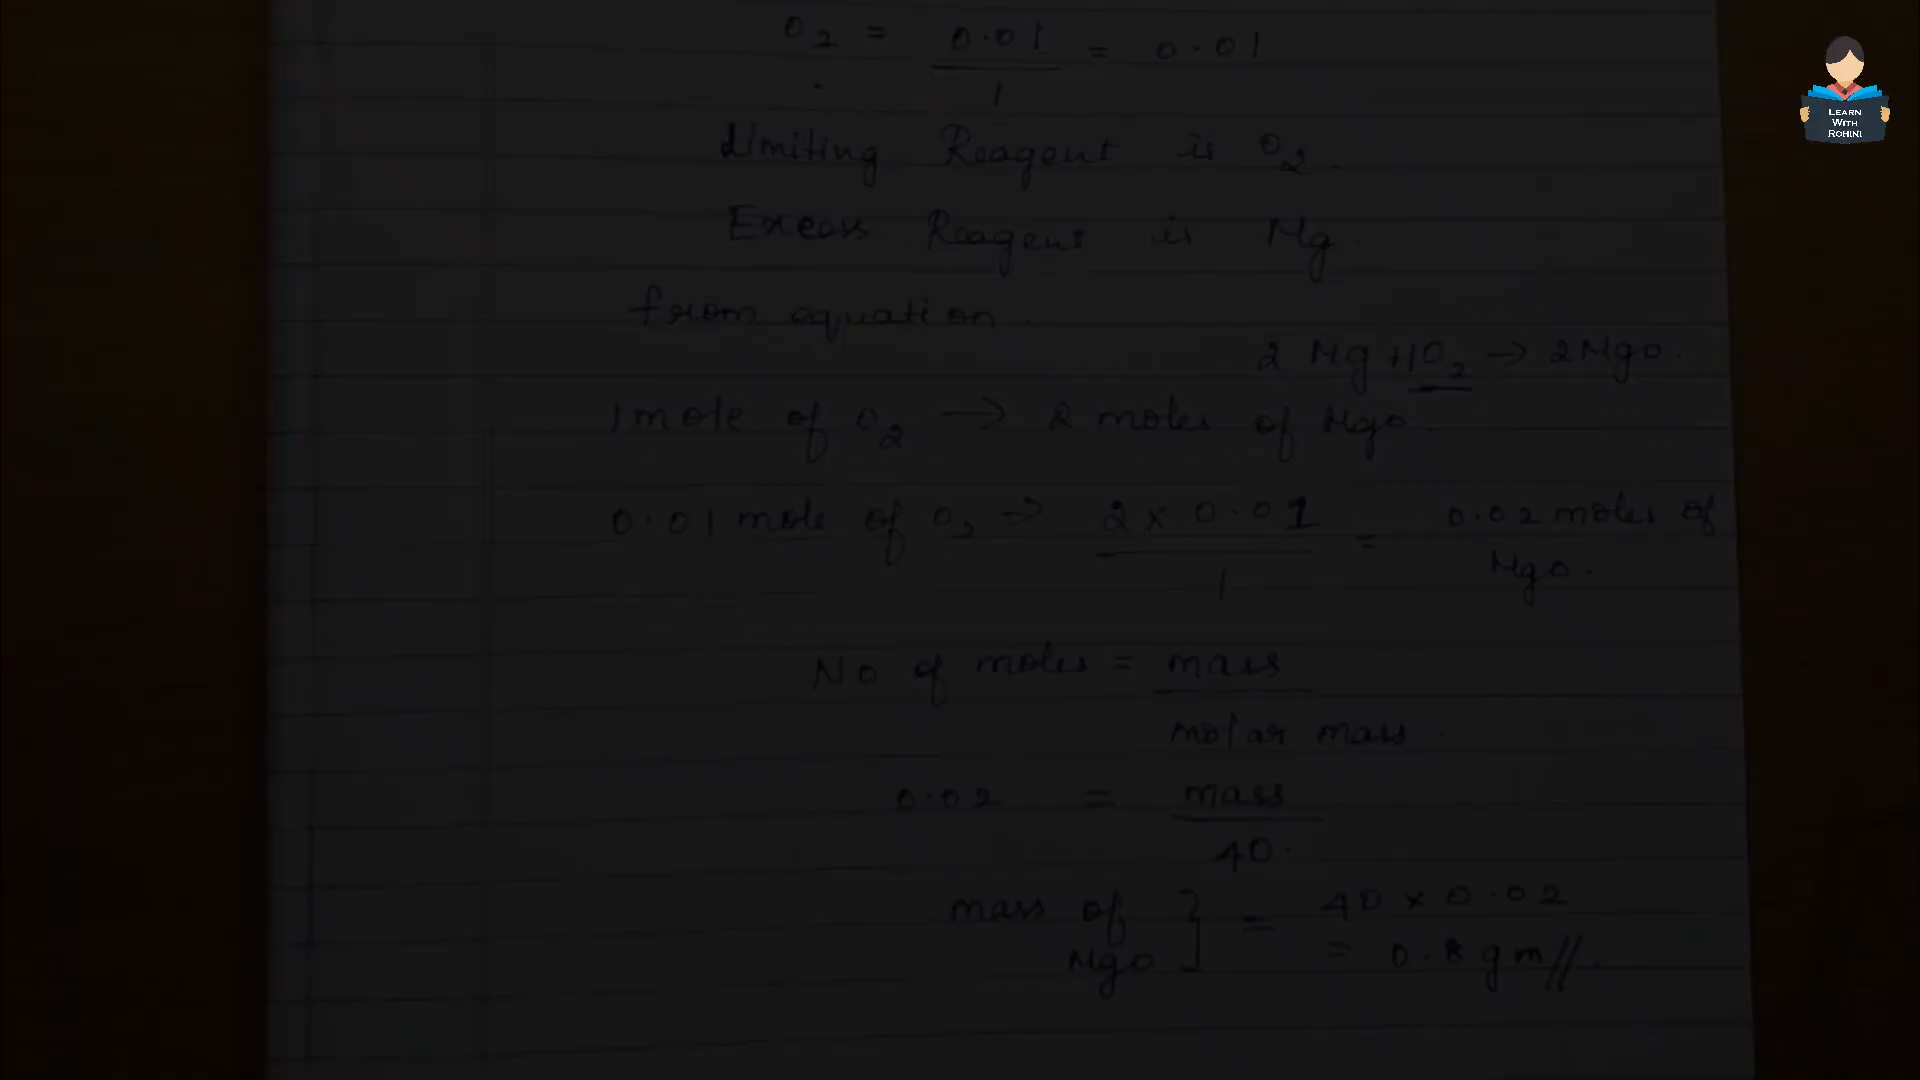 O2 = 0.01 = 0.01
1
Limiting Reagent is O2.
Excess Reagent is Mg
from equation
2 Mg + 1O2 → 2MgO.
1 mole of O2 → 2 moles of MgO.
0.01 mole of O2 → 2 x 0.01 = 0.02 moles of
1
MgO.
No of moles = mass
molar mass.
0.02 = mass
40.
mass of MgO ] = 40 x 0.02
= 0.8 gm//.
LEARN
WITH
ROHINI